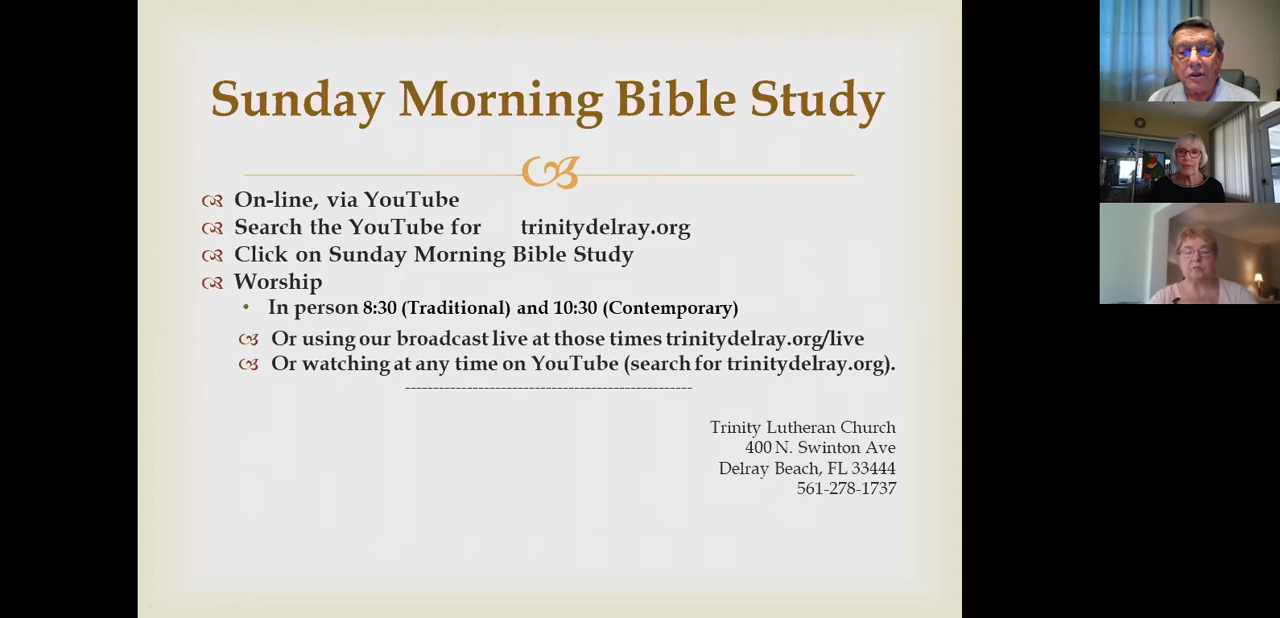 Sunday Morning Bible Study
On-line, via YouTube
Search the YouTube for trinitydelray.org
Click on Sunday Morning Bible Study
Worship
In person 8:30 (Traditional) and 10:30 (Contemporary)
Or using our broadcast live at those times trinitydelray.org/live
Or watching at any time on YouTube (search for trinitydelray.org).
--------------------------------------------------
Trinity Lutheran Church
400 N. Swinton Ave
Delray Beach, FL 33444
561-278-1737